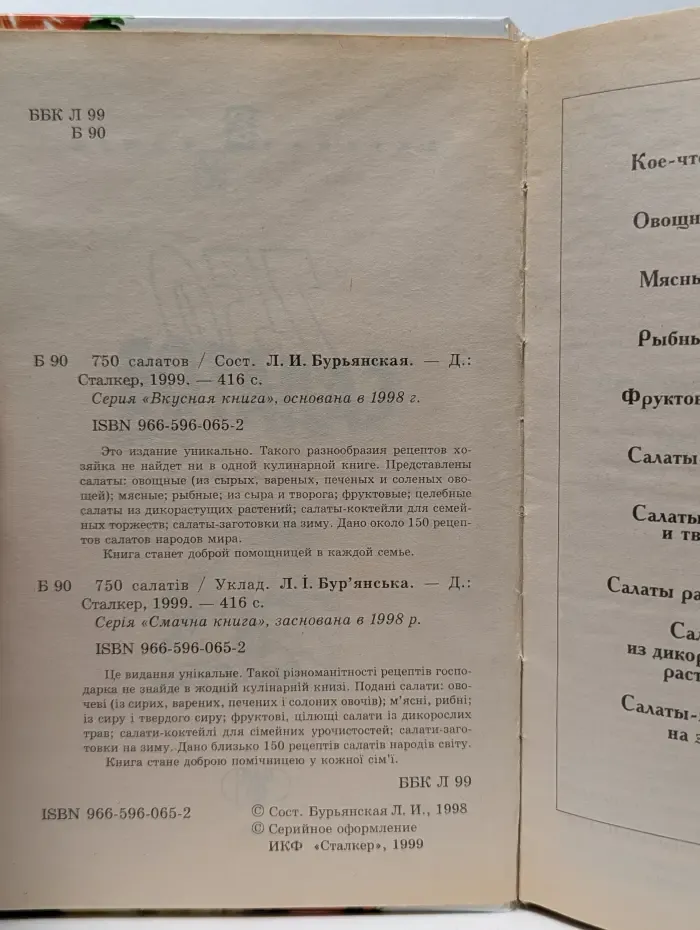 ББК Л 99
Б 90
Б 90 750 салатов / Сост. Л. И. Бурьянская. — Д.:
Сталкер, 1999. — 416 с.
Серия «Вкусная книга», основана в 1998 г.
ISBN 966-596-065-2
Это издание уникально. Такого разнообразия рецептов хо-
зяйка не найдет ни в одной кулинарной книге. Представлены
салаты: овощные (из сырых, вареных, печеных и соленых ово-
щей); мясные; рыбные; из сыра и творога; фруктовые; целебные
салаты из дикорастущих растений; салаты-коктейли для семей-
ных торжеств; салаты-заготовки на зиму. Дано около 150 рецеп-
тов салатов народов мира.
Книга станет доброй помощницей в каждой семье.
Б 90 750 салатів / Уклад. Л. І. Бур’янська. — Д.:
Сталкер, 1999. — 416 с.
Серія «Смачна книга», заснована в 1998 р.
ISBN 966-596-065-2
Це видання унікальне. Такої різноманітності рецептів госпо-
дарка не знайде в жодній кулінарній книзі. Подані салати: ово-
чеві (із сирих, варених, печених і солоних овочів); м’ясні, рибні;
із сиру і твердого сиру; фруктові, цілющі салати із дикорослих
трав; салати-коктейлі для сімейних урочистостей; салати-заго-
товки на зиму. Дано близько 150 рецептів салатів народів світу.
Книга стане доброю помічницею у кожної сім’ї.
ББК Л 99
ISBN 966-596-065-2
© Сост. Бурьянская Л. И., 1998
© Серийное оформление
ИКФ «Сталкер», 1999
Кое-что
Овощн
Мясны
Рыбны
Фруктов
Салаты
Салаты
и тв
Салаты ра
Сал
из дикор
раст
Салаты-
на з